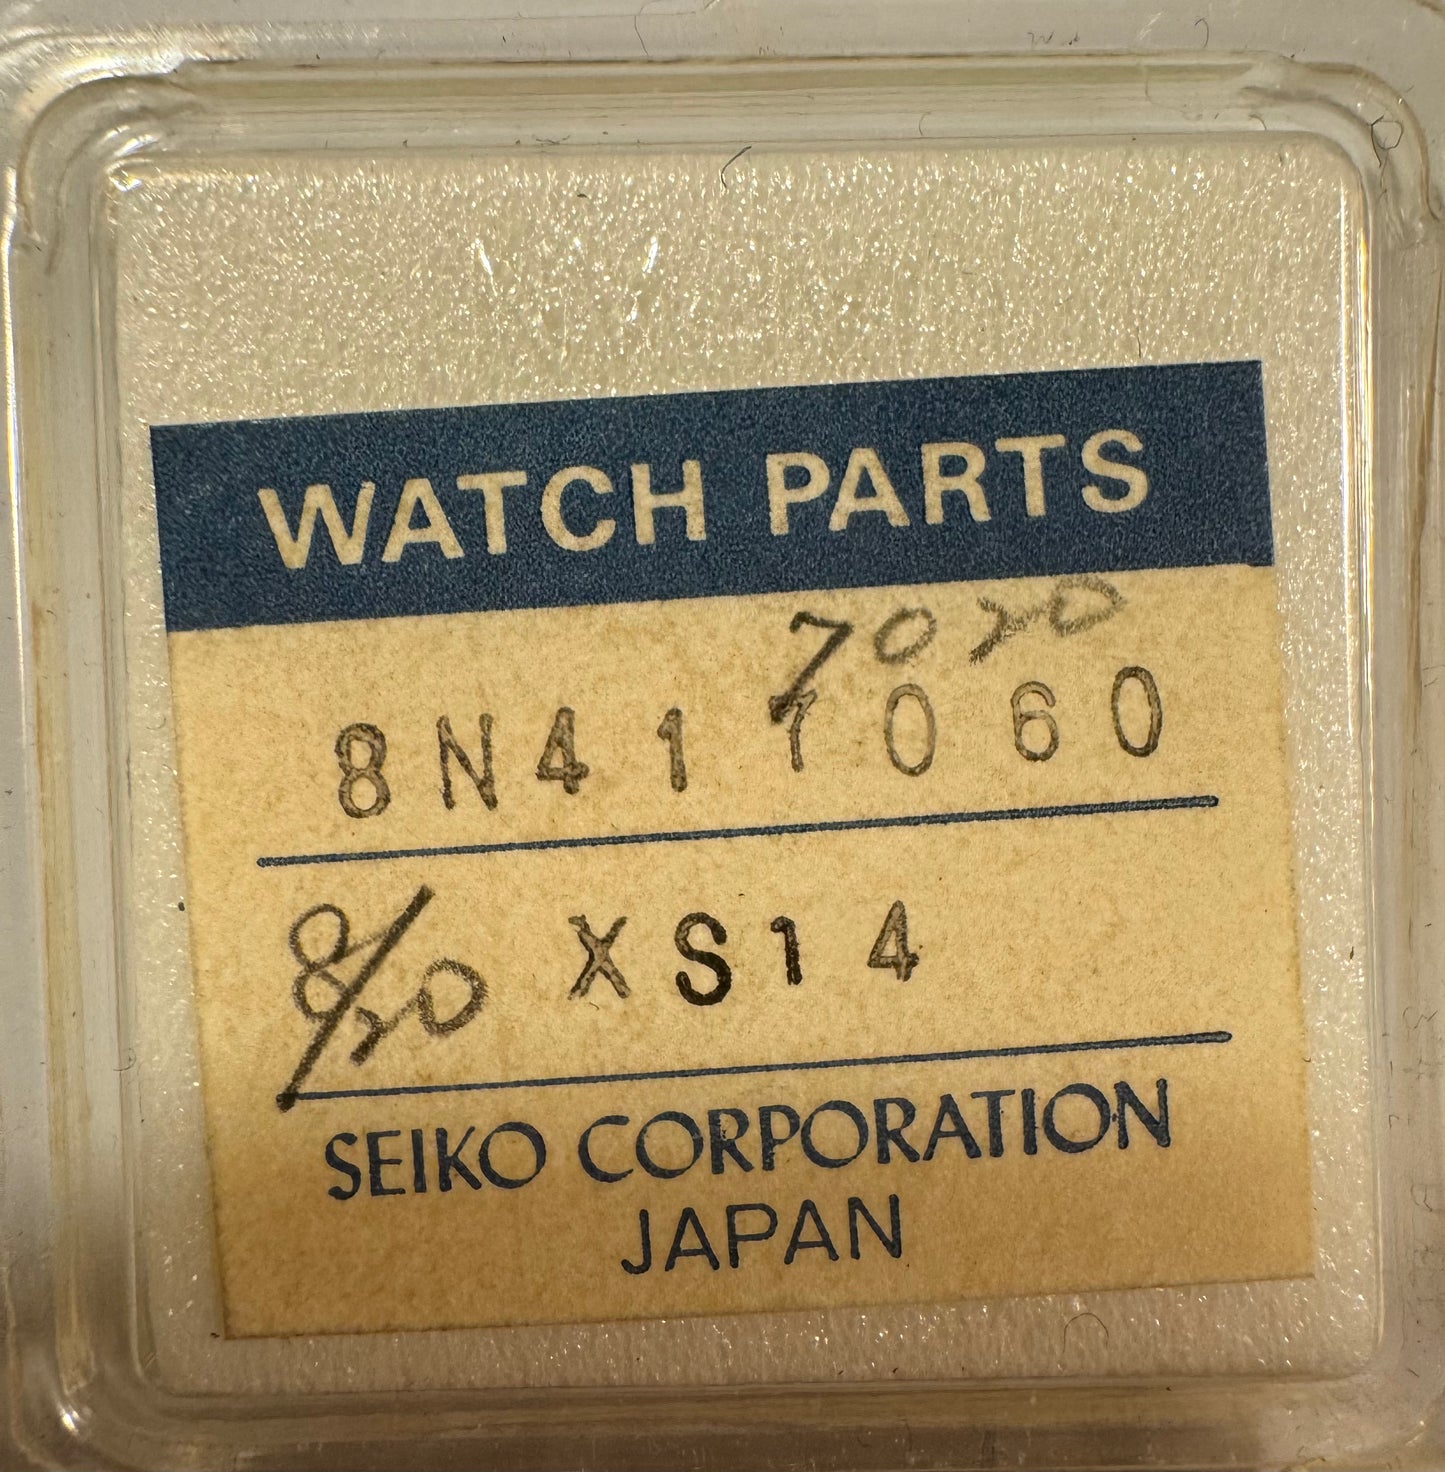 WATCH PARTS
7020
8N41 7060
8/20 XS14
SEIKO CORPORATION
JAPAN